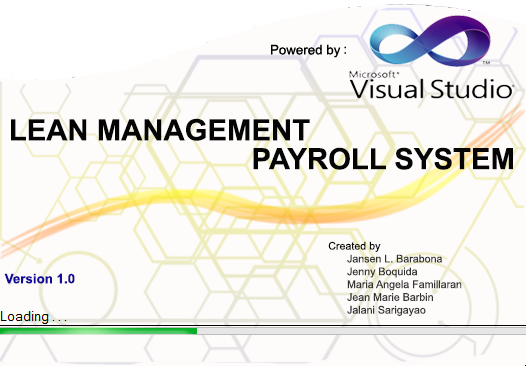 Powered by :
Microsoft®
Visual Studio
™
LEAN MANAGEMENT
PAYROLL SYSTEM
Created by
Jansen L. Barabona
Jenny Boquida
Maria Angela Famillaran
Jean Marie Barbin
Jalani Sarigayao
Version 1.0
Loading . . .